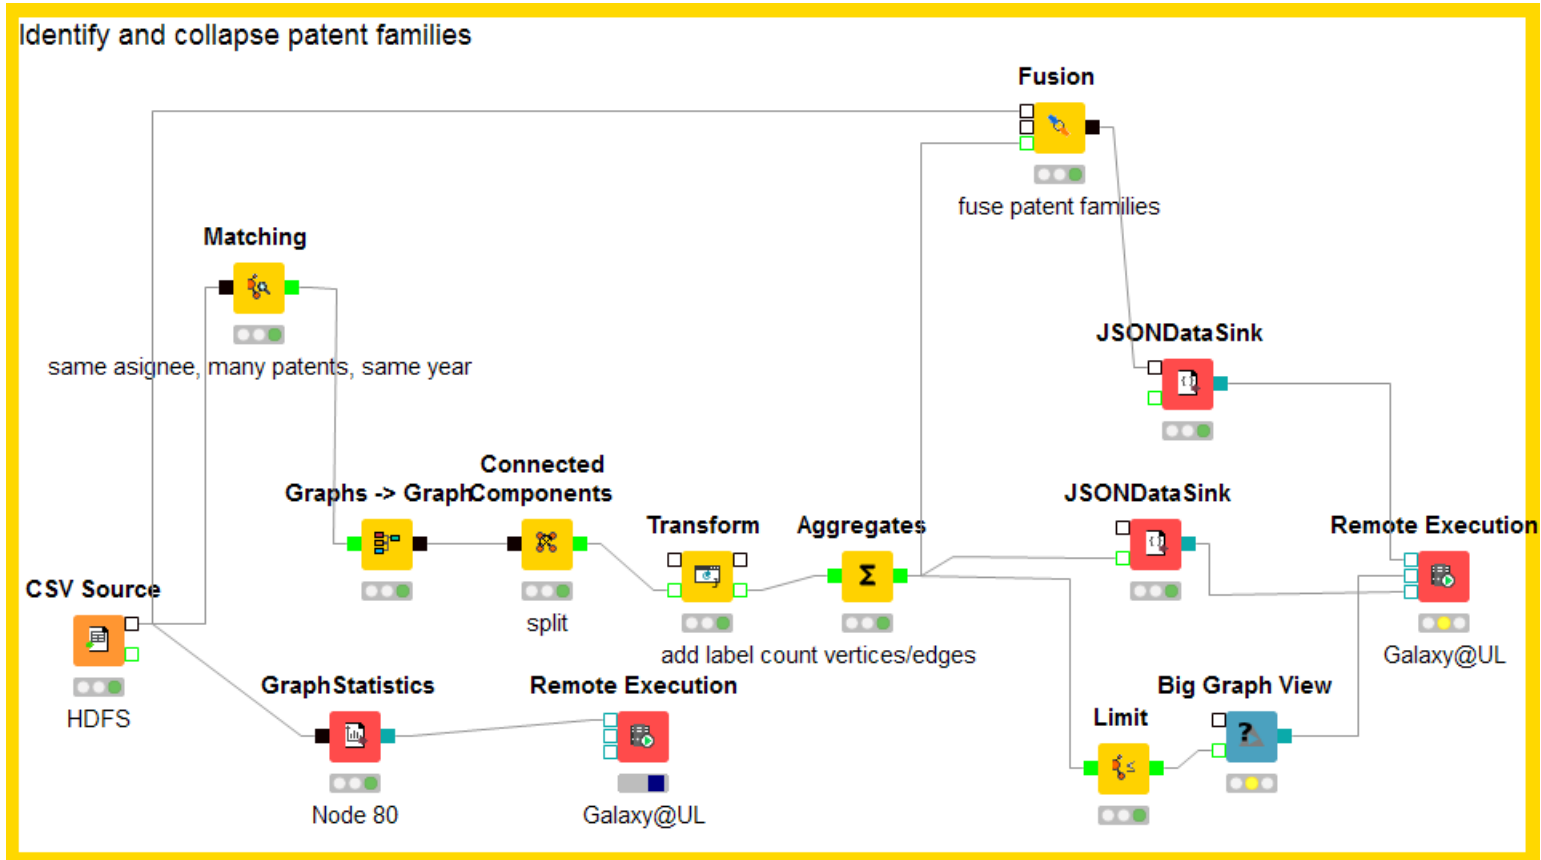 Identify and collapse patent families
Fusion
fuse patent families
Matching
same asignee, many patents, same year
JSONDataSink
Connected
Graphs -> Graph
Components
JSONDataSink
Transform
Aggregates
Remote Execution
CSV Source
split
add label count vertices/edges
Galaxy@UL
GraphStatistics
Remote Execution
Big Graph View
HDFS
Limit
Node 80
Galaxy@UL